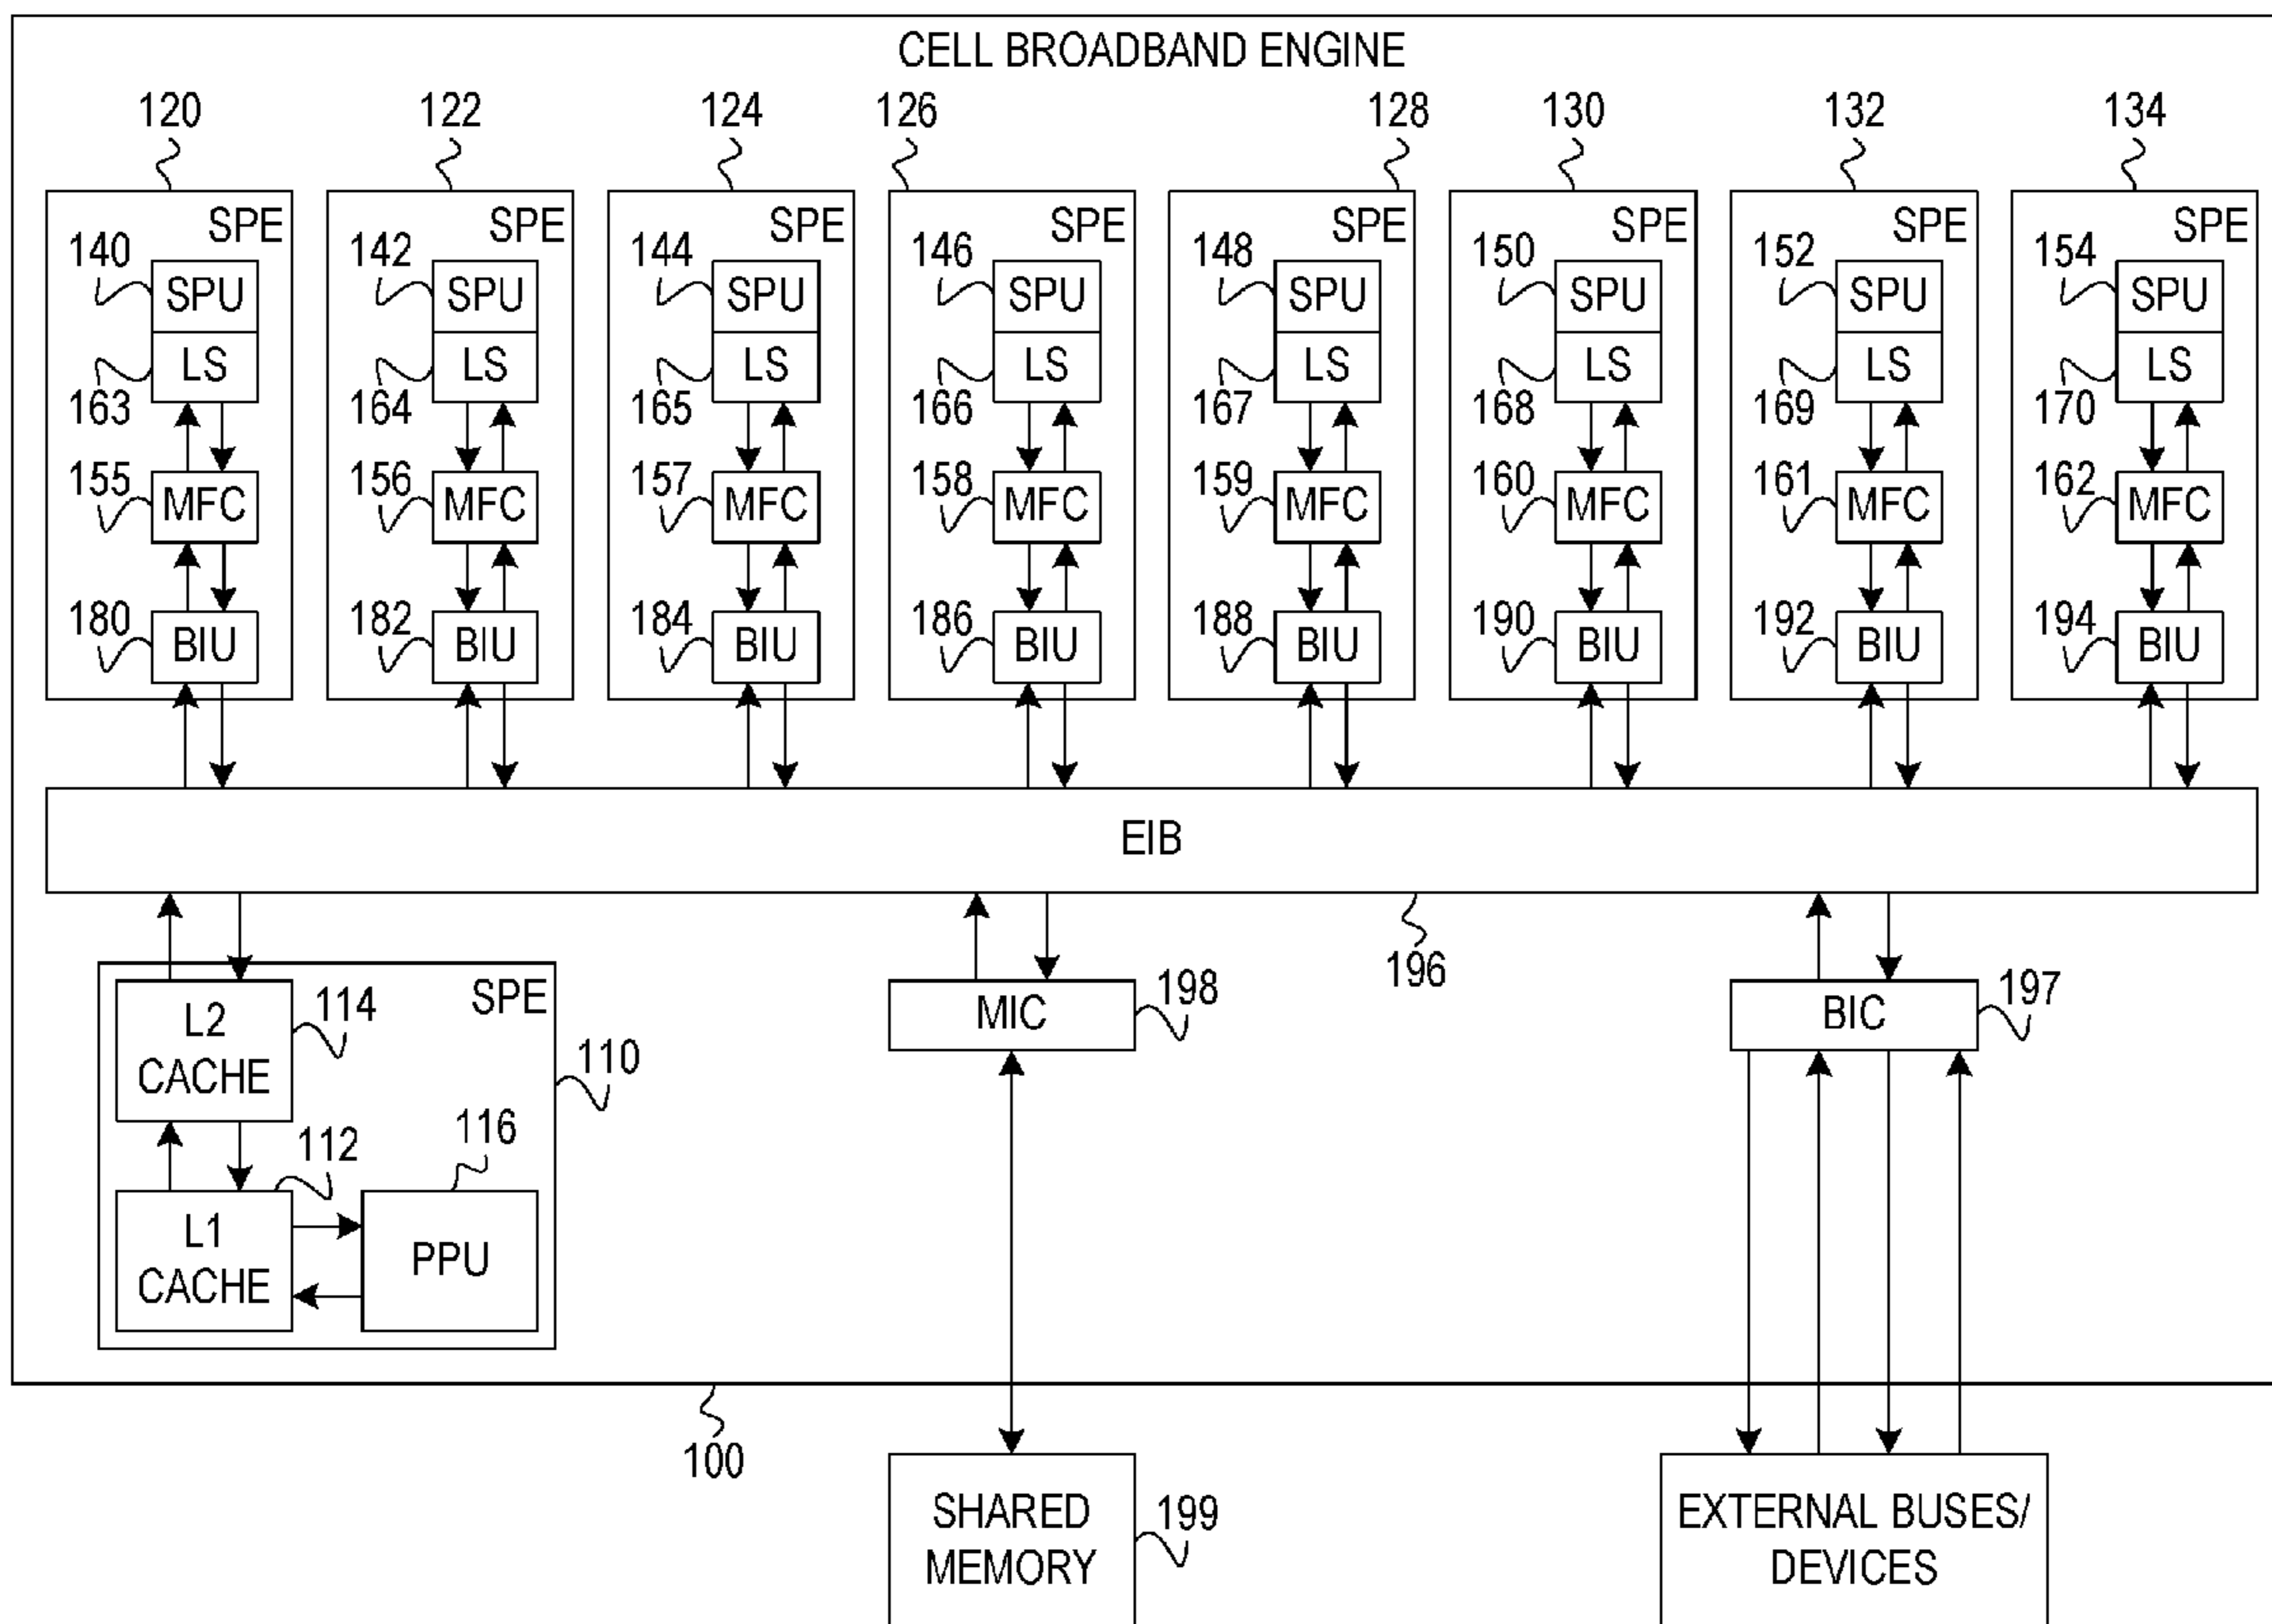 CELL BROADBAND ENGINE
120 122 124 126 128 130 132 134
SPE SPE SPE SPE SPE SPE SPE SPE
140 142 144 146 148 150 152 154
SPU SPU SPU SPU SPU SPU SPU SPU
LS LS LS LS LS LS LS LS
163 164 165 166 167 168 169 170
155 156 157 158 159 160 161 162
MFC MFC MFC MFC MFC MFC MFC MFC
180 182 184 186 188 190 192 194
BIU BIU BIU BIU BIU BIU BIU BIU
EIB
196
SPE
L2
CACHE
114
110
112
116
L1
CACHE
PPU
MIC
198
BIC
197
100
SHARED
MEMORY
199
EXTERNAL BUSES/
DEVICES